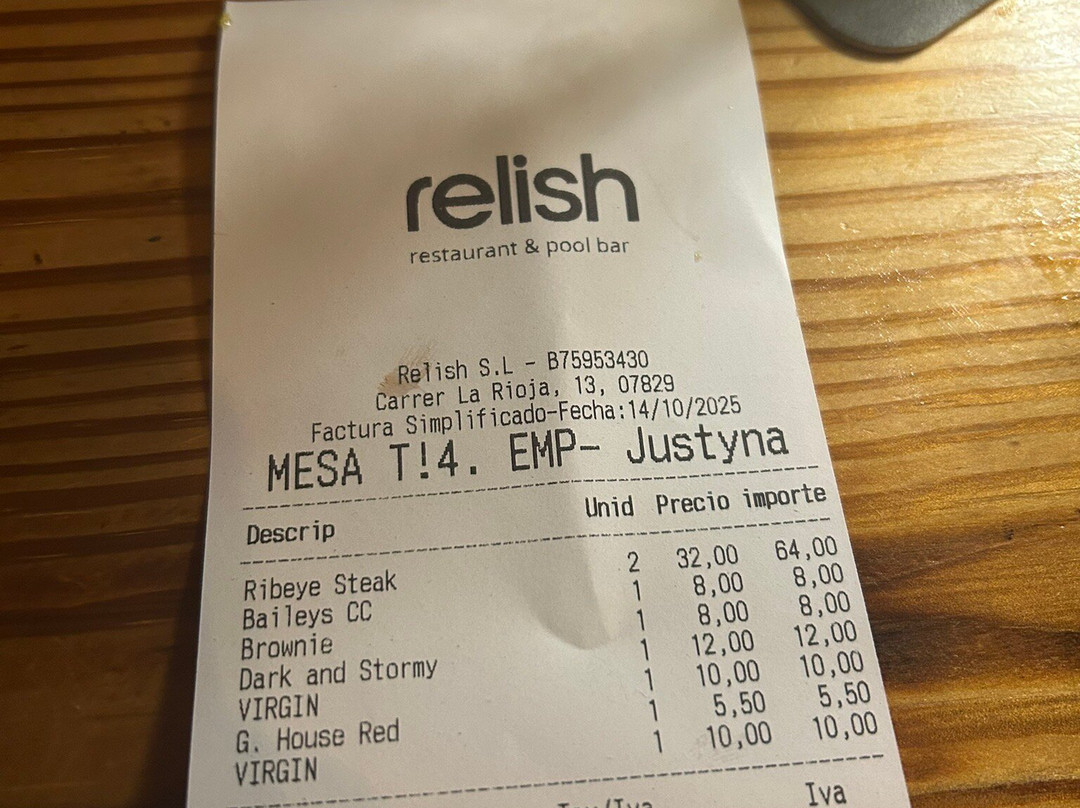 relish
restaurant & pool bar
Relish S.L - B75953430
Carrer La Rioja, 13, 07829
Factura Simplificado-Fecha:14/10/2025
MESA T!4. EMP- Justyna
Descrip Unid Precio importe
Ribeye Steak 2 32,00 64,00
Baileys CC 1 8,00 8,00
Brownie 1 8,00 8,00
Dark and Stormy 1 12,00 12,00
VIRGIN 1 10,00 10,00
G. House Red 1 5,50 5,50
VIRGIN 1 10,00 10,00
Iva